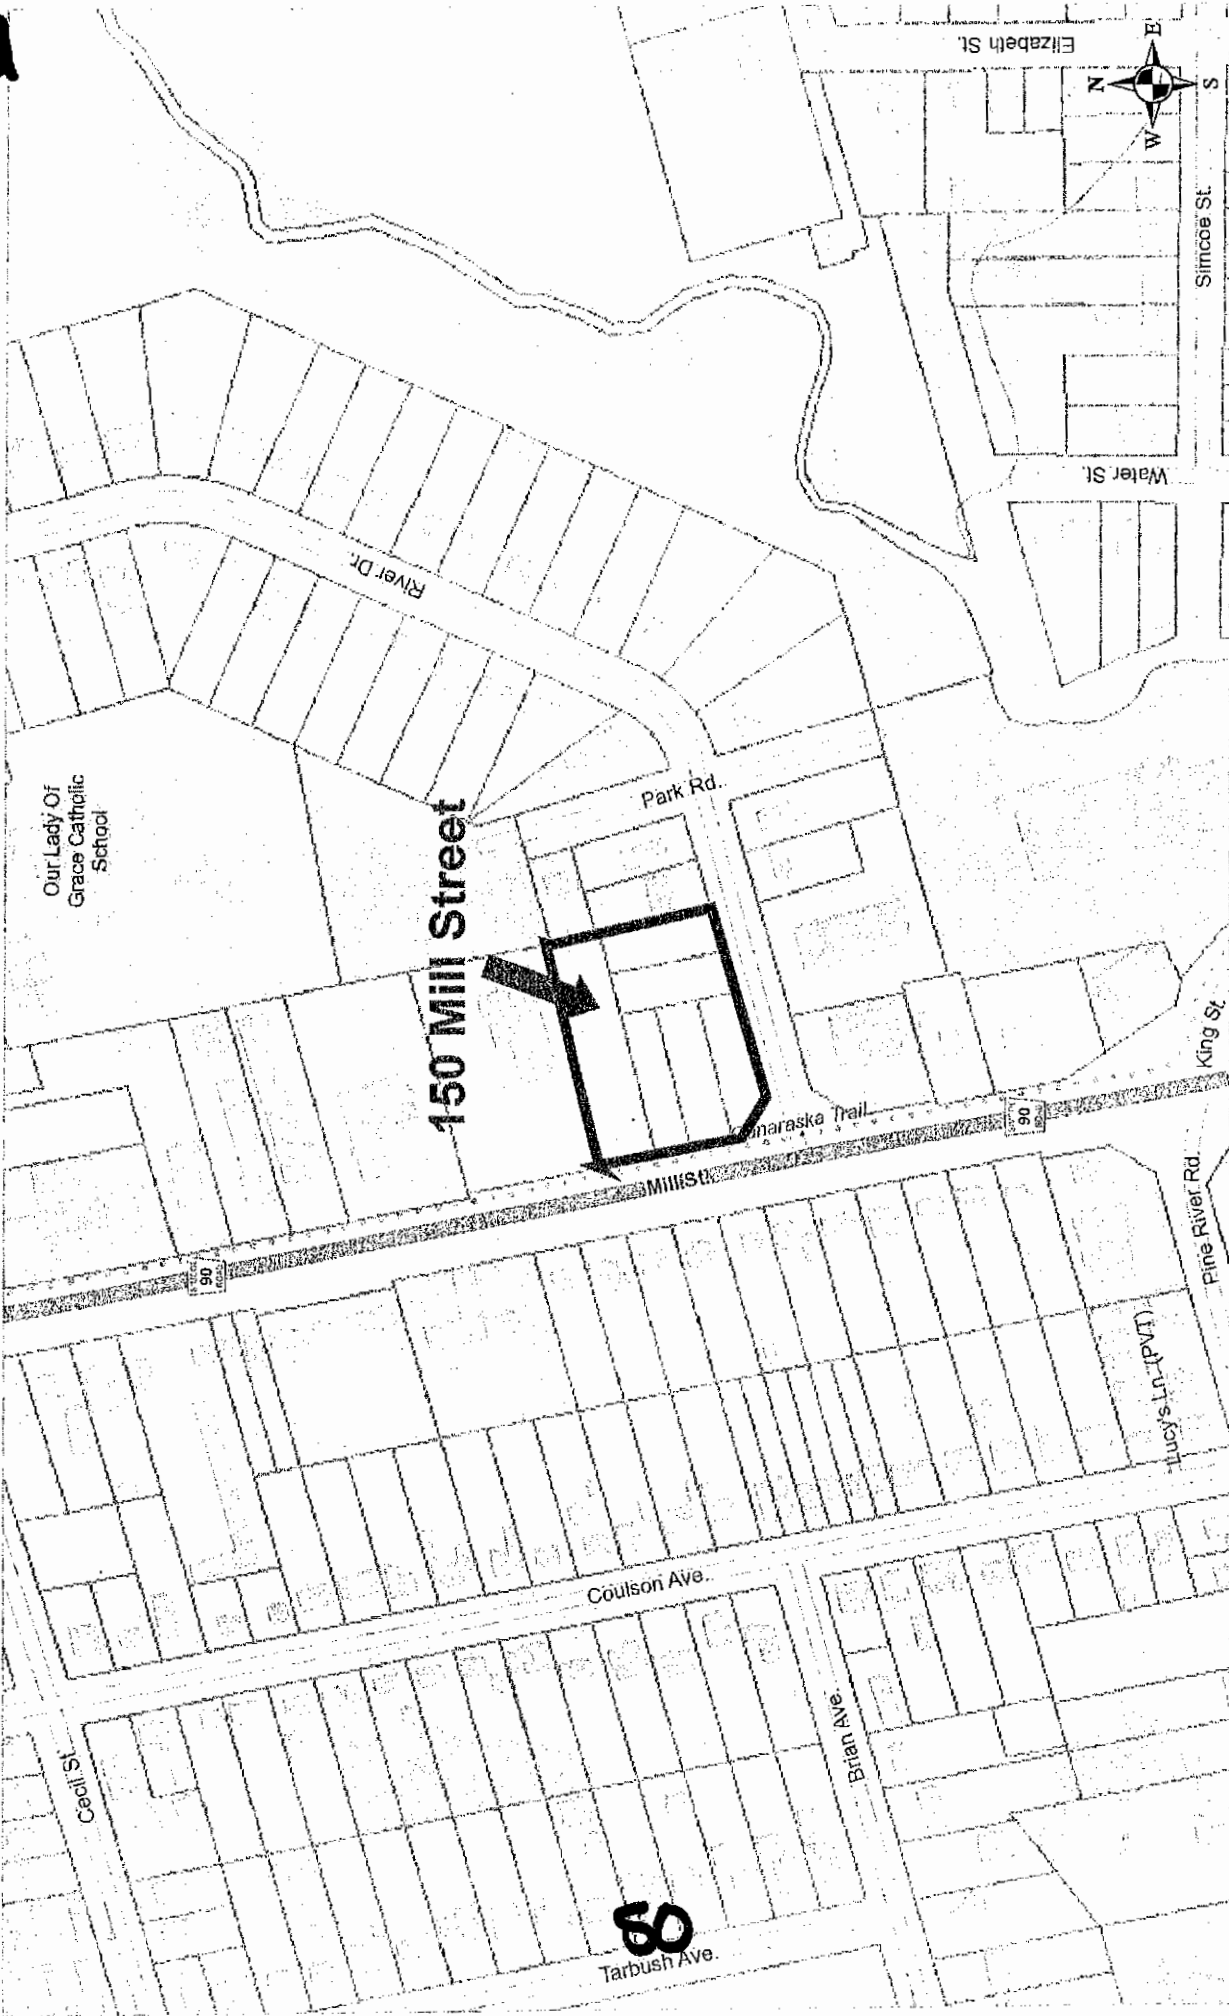 Elizabeth St.
N
E
W
S
Simcoe St.
Water St.
River Dr.
Our Lady Of
Grace Catholic
School
Park Rd.
150 Mill Street
King St
Trail
90
Mill St.
90
Pine River Rd.
Lucy's Ln (PVT)
Coulson Ave.
Brian Ave.
Cecil St.
50
Tarbush Ave.